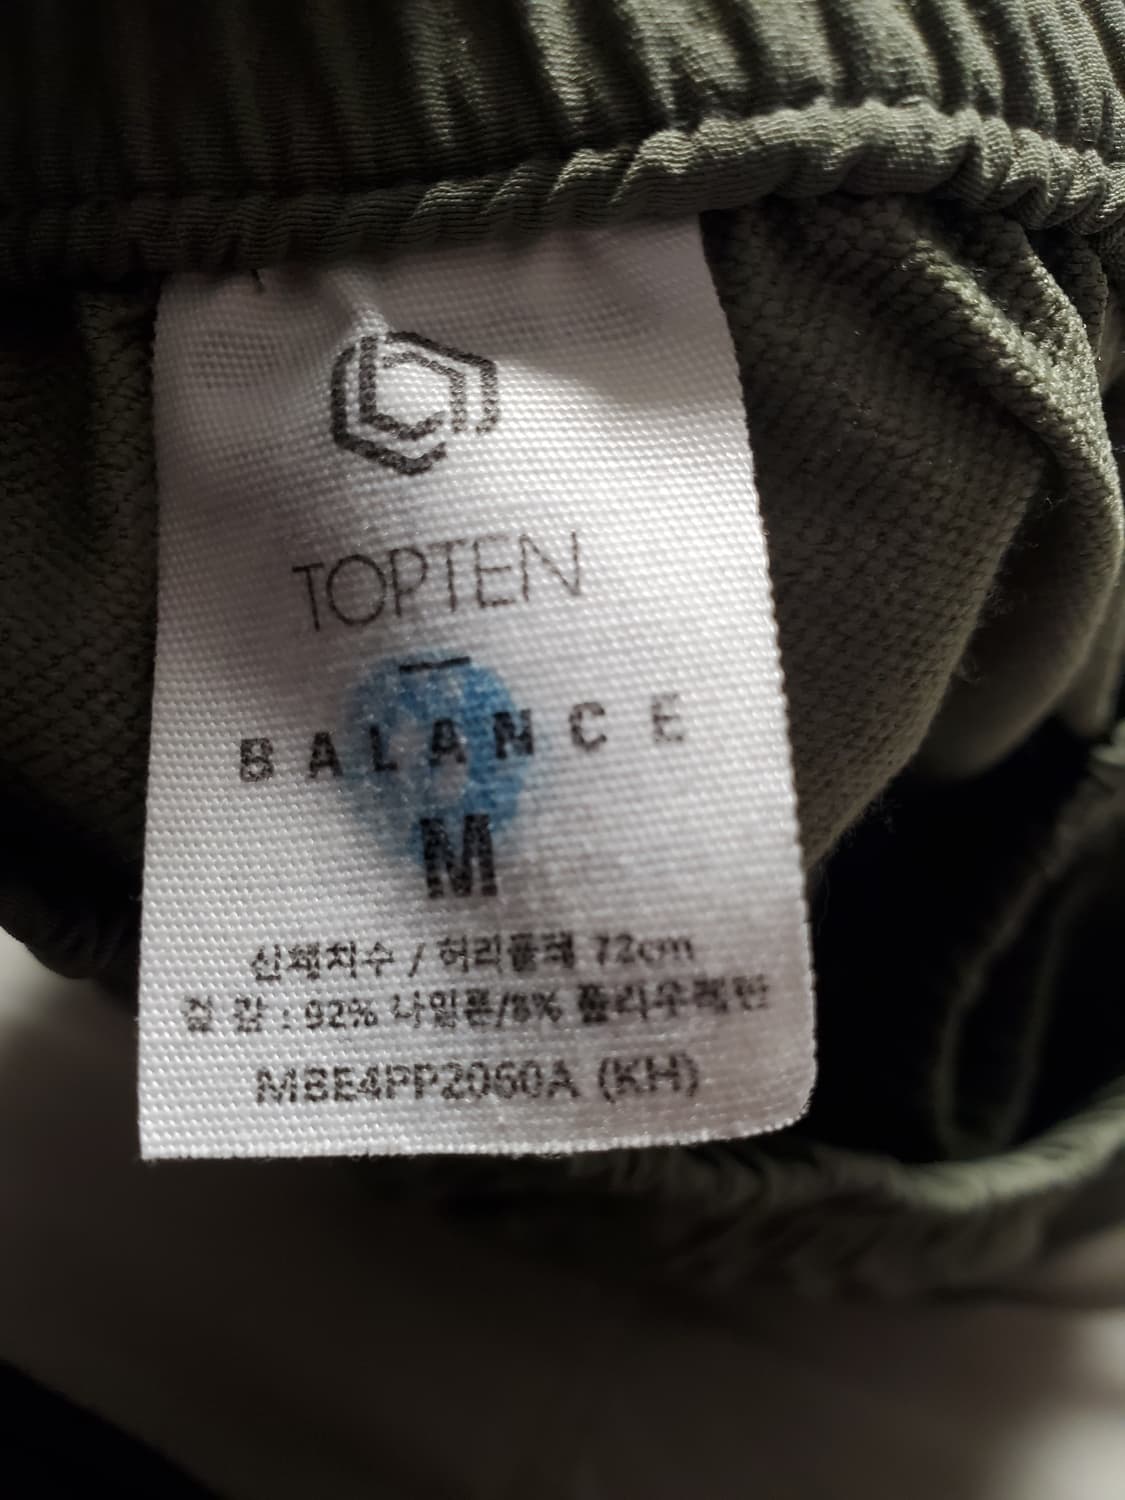 TOPTEN
BALANCE
M
신체치수 / 허리둘레 72cm
겉 감 : 92% 나일론/8% 폴리우레탄
MBE4PP2060A (KH)